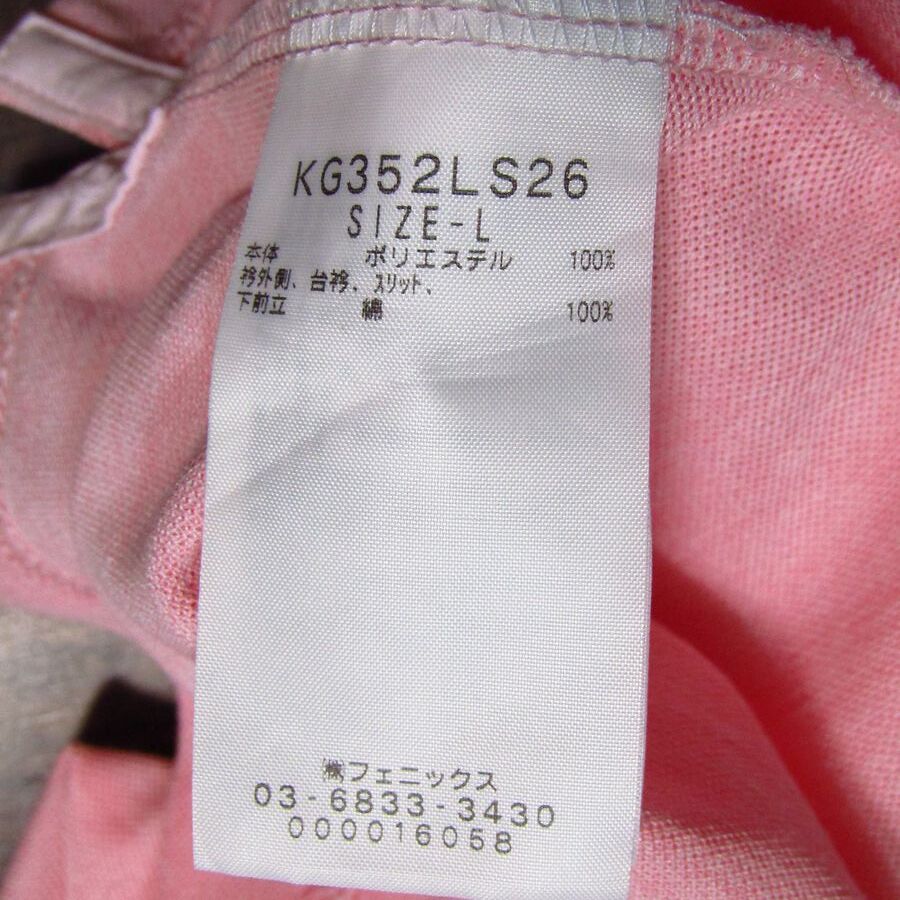 KG352LS26
SIZE-L
本体 ポリエステル 100%
衿外側、台衿、スリット、
下前立 綿 100%
㈱フェニックス
03-6833-3430
000016058